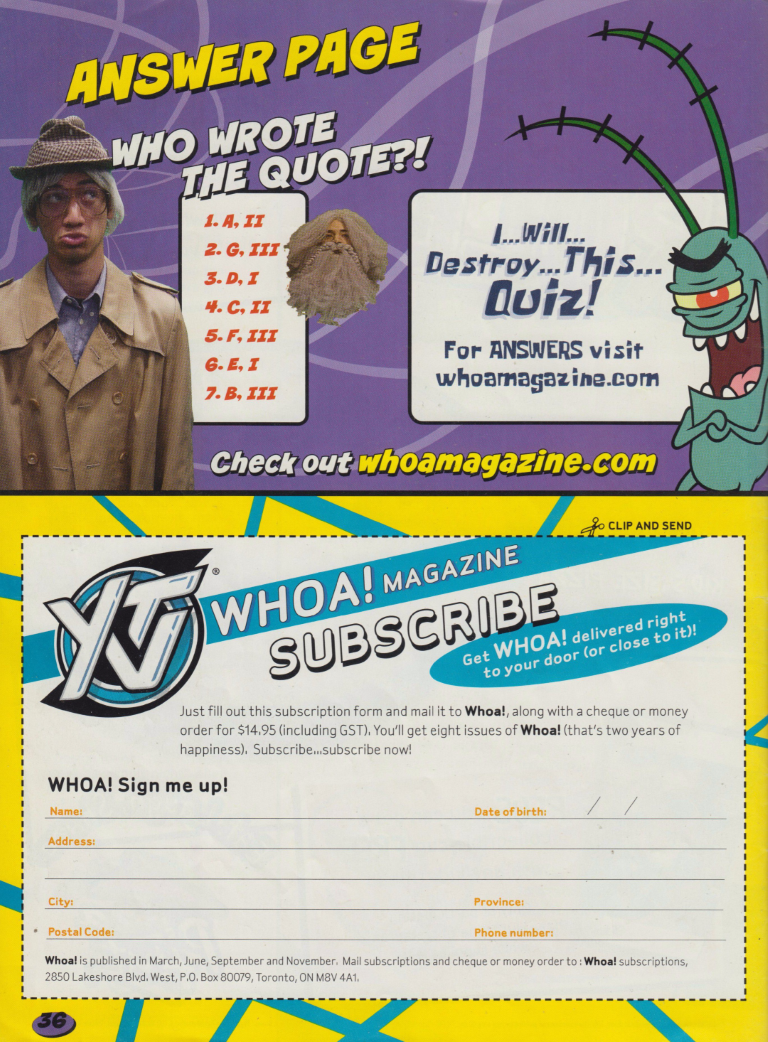 ANSWER PAGE
WHO WROTE
THE QUOTE?!
1. A, II
2. G, III
3. D, I
4. C, II
5. F, III
6. E, I
7. B, III
I...Will...
Destroy...This...
Quiz!
For ANSWERS visit
whoamagazine.com
Check out whoamagazine.com
CLIP AND SEND
YTV®
WHOA! MAGAZINE
SUBSCRIBE
Get WHOA! delivered right
to your door (or close to it)!
Just fill out this subscription form and mail it to Whoa!, along with a cheque or money
order for $14.95 (including GST). You'll get eight issues of Whoa! (that's two years of
happiness). Subscribe...subscribe now!
WHOA! Sign me up!
Name: Date of birth: / /
Address:
City: Province:
Postal Code: Phone number:
Whoa! is published in March, June, September and November. Mail subscriptions and cheque or money order to : Whoa! subscriptions,
2850 Lakeshore Blvd. West, P.O. Box 80079, Toronto, ON M8V 4A1.
36